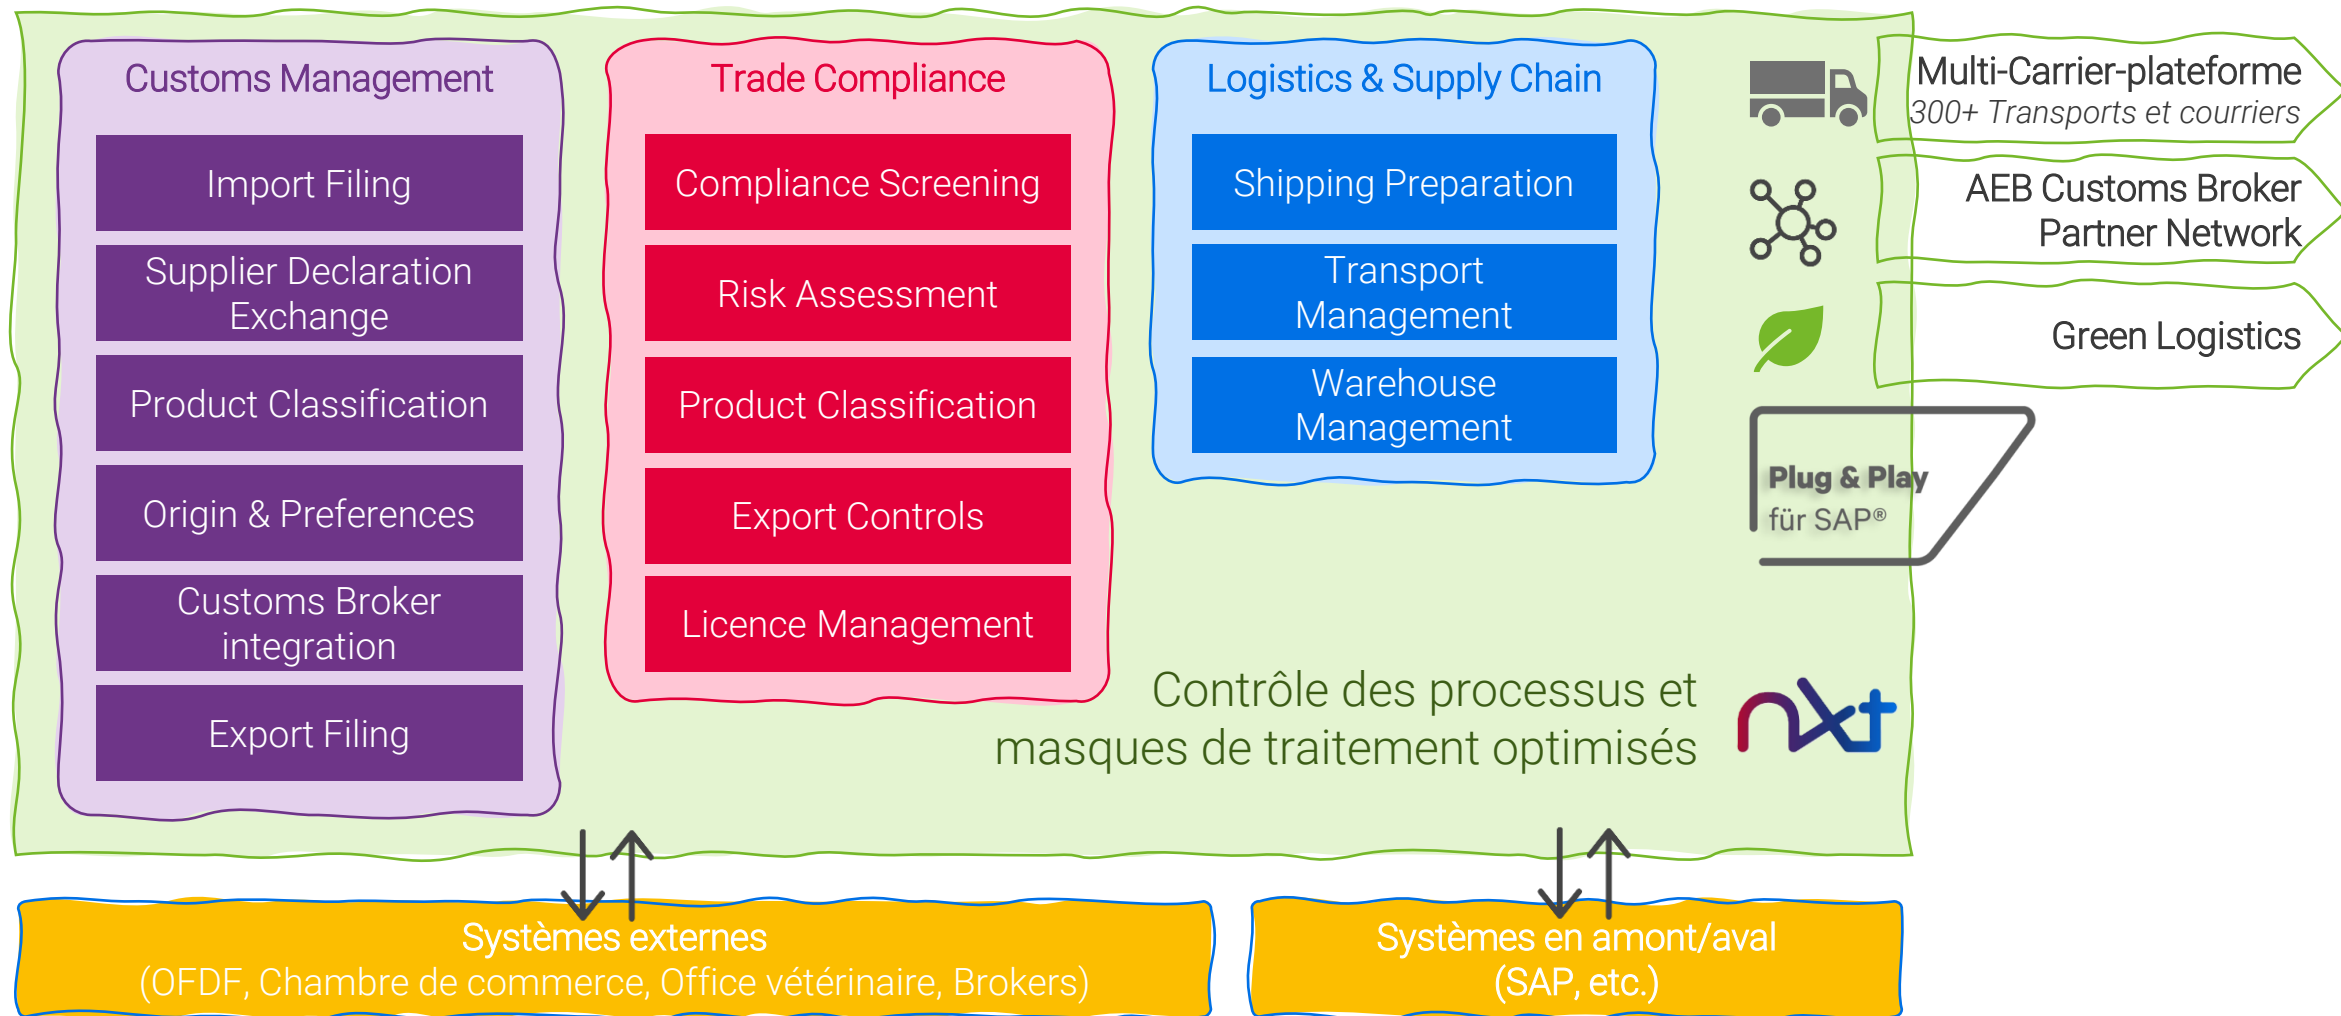 Customs Management
Import Filing
Supplier Declaration
Exchange
Product Classification
Origin & Preferences
Customs Broker
integration
Export Filing
Trade Compliance
Compliance Screening
Risk Assessment
Product Classification
Export Controls
Licence Management
Logistics & Supply Chain
Shipping Preparation
Transport
Management
Warehouse
Management
Multi-Carrier-plateforme
300+ Transports et courriers
AEB Customs Broker
Partner Network
Green Logistics
Plug & Play
für SAP®
Contrôle des processus et
masques de traitement optimisés
nxt
Systèmes externes
(OFDF, Chambre de commerce, Office vétérinaire, Brokers)
Systèmes en amont/aval
(SAP, etc.)